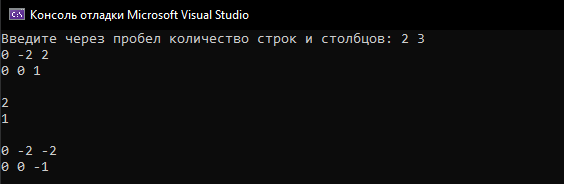 Консоль отладки Microsoft Visual Studio
Введите через пробел количество строк и столбцов: 2 3
0 -2 2
0 0 1
2
1
0 -2 -2
0 0 -1